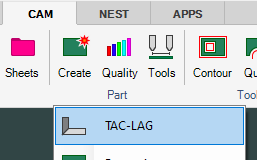 CAM NEST APPS
Sheets Create Quality Tools Contour
Part
TAC-LAG